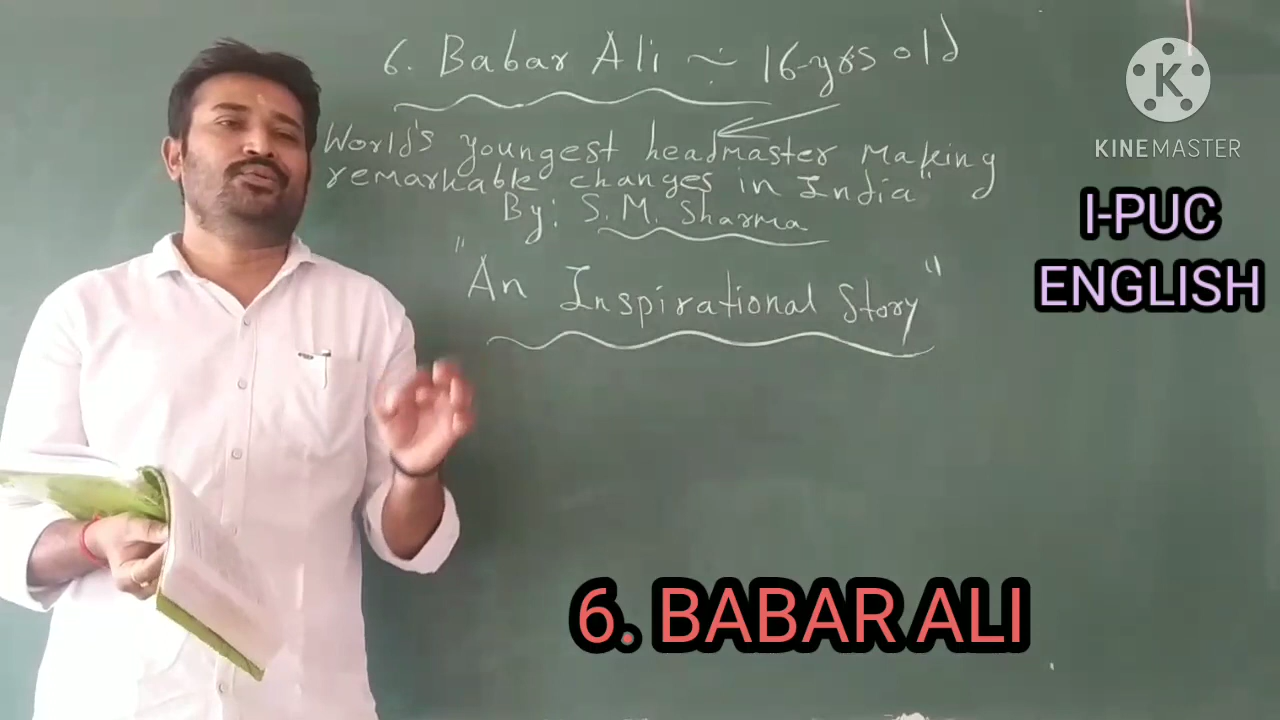 6. Babar Ali ~ 16-yrs old
World's youngest headmaster Making
remarkable changes in India"
By: S. M. Sharma
"An Inspirational Story"
KINEMASTER
I-PUC
ENGLISH
6. BABAR ALI